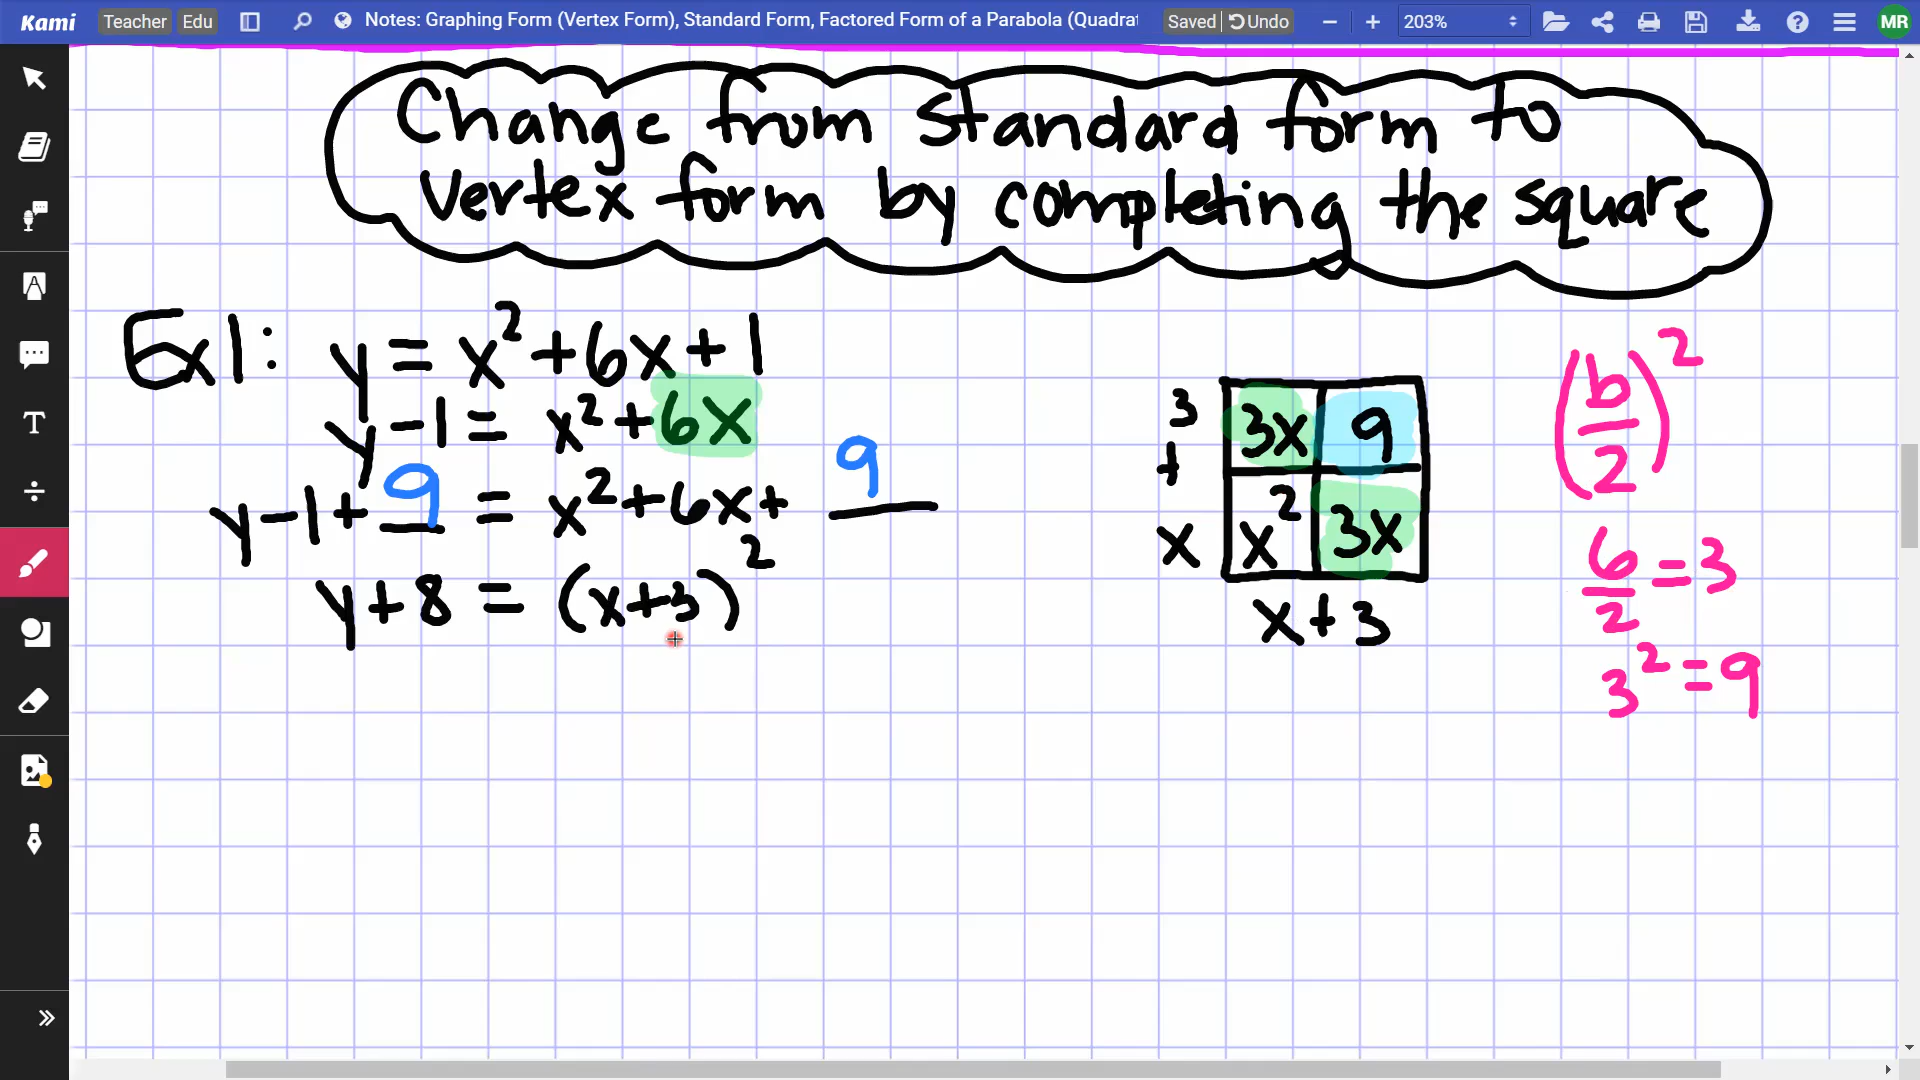 Kami Teacher Edu Notes: Graphing Form (Vertex Form), Standard Form, Factored Form of a Parabola (Quadrat Saved Undo 203% MR
Change from Standard form to
Vertex form by completing the square
Ex1: y = x² + 6x + 1
y - 1 = x² + 6x
y - 1 + 9 = x² + 6x + 9
y + 8 = (x + 3)²
3 3x 9
+
x x² 3x
x + 3
(b/2)²
6/2 = 3
3² = 9